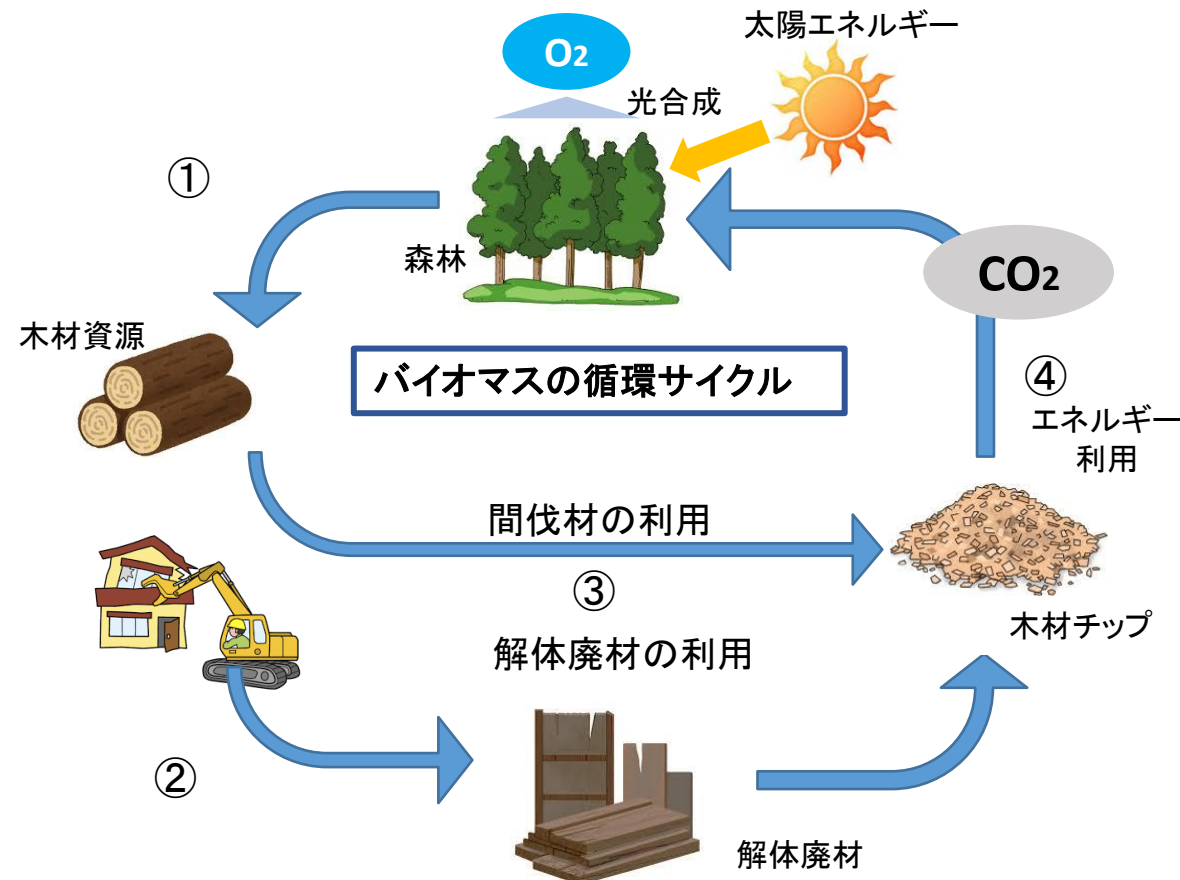 太陽エネルギー
O2
光合成
①
森林
CO2
木材資源
バイオマスの循環サイクル
④
エネルギー
利用
間伐材の利用
③
木材チップ
解体廃材の利用
②
解体廃材